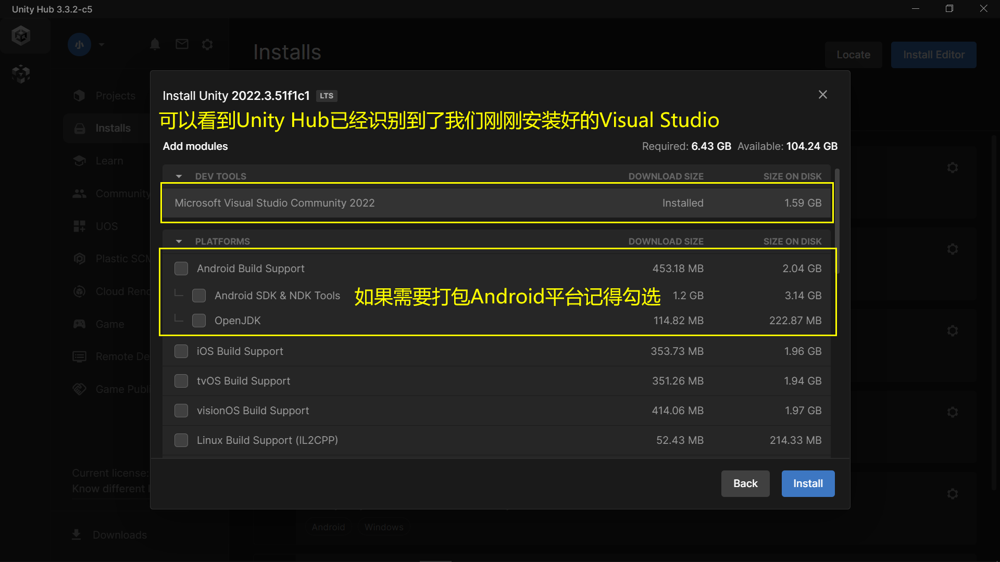 Unity Hub 3.3.2-c5
小
Installs
Locate
Install Editor
Projects
Installs
Learn
Community
UOS
Plastic SCM
Cloud Rend
Game
Remote De
Game Publi
Current license:
Know different l
Downloads
Install Unity 2022.3.51f1c1 LTS
可以看到Unity Hub已经识别到了我们刚刚安装好的Visual Studio
Add modules
Required: 6.43 GB Available: 104.24 GB
DEV TOOLS DOWNLOAD SIZE SIZE ON DISK
Microsoft Visual Studio Community 2022 Installed 1.59 GB
PLATFORMS DOWNLOAD SIZE SIZE ON DISK
Android Build Support 453.18 MB 2.04 GB
Android SDK & NDK Tools 如果需要打包Android平台记得勾选 1.2 GB 3.14 GB
OpenJDK 114.82 MB 222.87 MB
iOS Build Support 353.73 MB 1.96 GB
tvOS Build Support 351.26 MB 1.94 GB
visionOS Build Support 414.06 MB 1.97 GB
Linux Build Support (IL2CPP) 52.43 MB 214.33 MB
Back
Install
Android
Windows